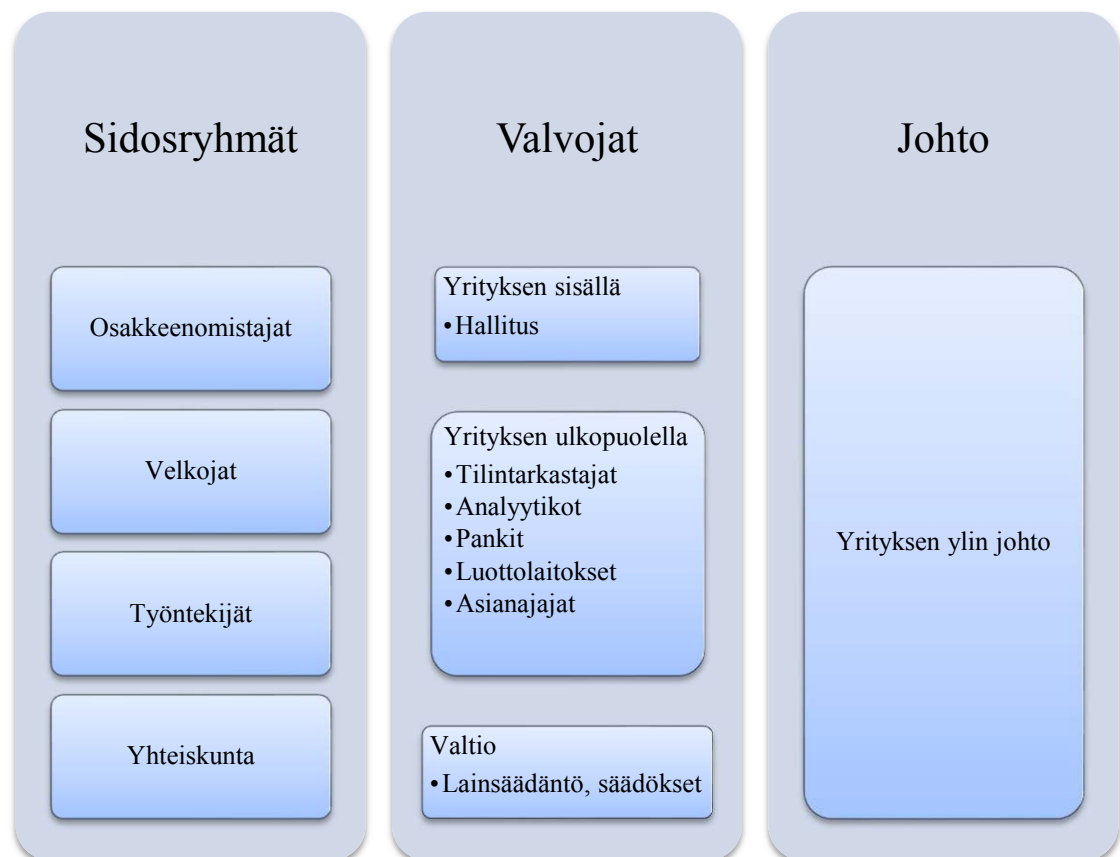 Sidosryhmät
Osakkeenomistajat
Velkojat
Työntekijät
Yhteiskunta
Valvojat
Yrityksen sisällä
•Hallitus
Yrityksen ulkopuolella
•Tilintarkastajat
•Analyytikot
•Pankit
•Luottolaitokset
•Asianajajat
Valtio
•Lainsäädäntö, säädökset
Johto
Yrityksen ylin johto